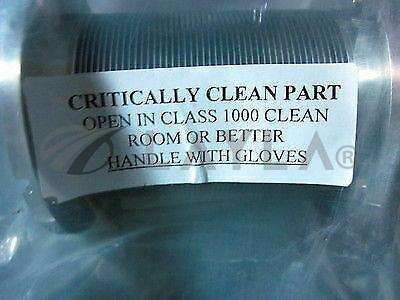 CRITICALLY CLEAN PART
OPEN IN CLASS 1000 CLEAN
ROOM OR BETTER
HANDLE WITH GLOVES